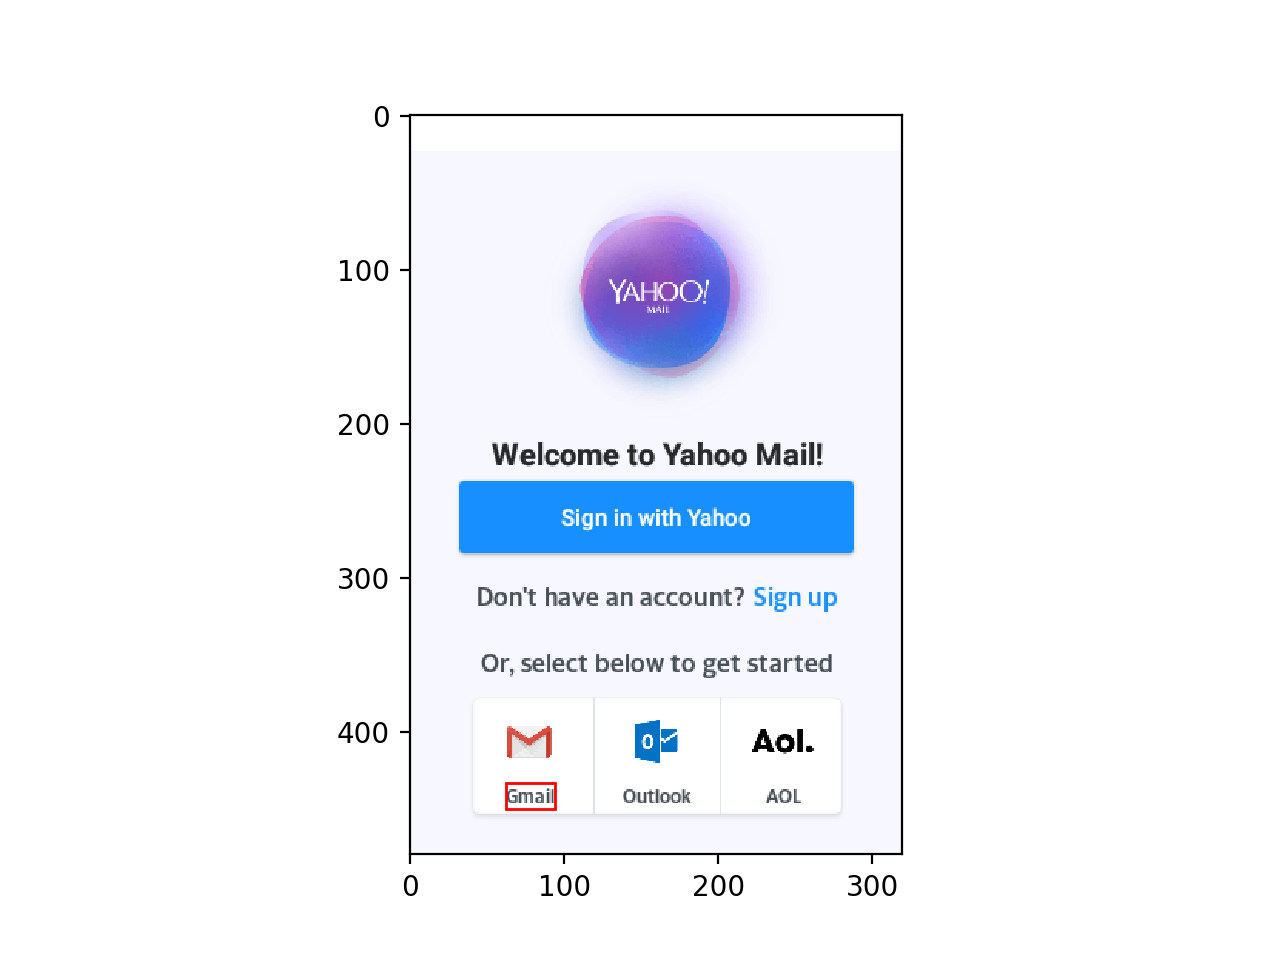 0
100
200
300
400
YAHOO!
MAIL
Welcome to Yahoo Mail!
Sign in with Yahoo
Don't have an account? Sign up
Or, select below to get started
Aol.
Gmail Outlook AOL
0 100 200 300